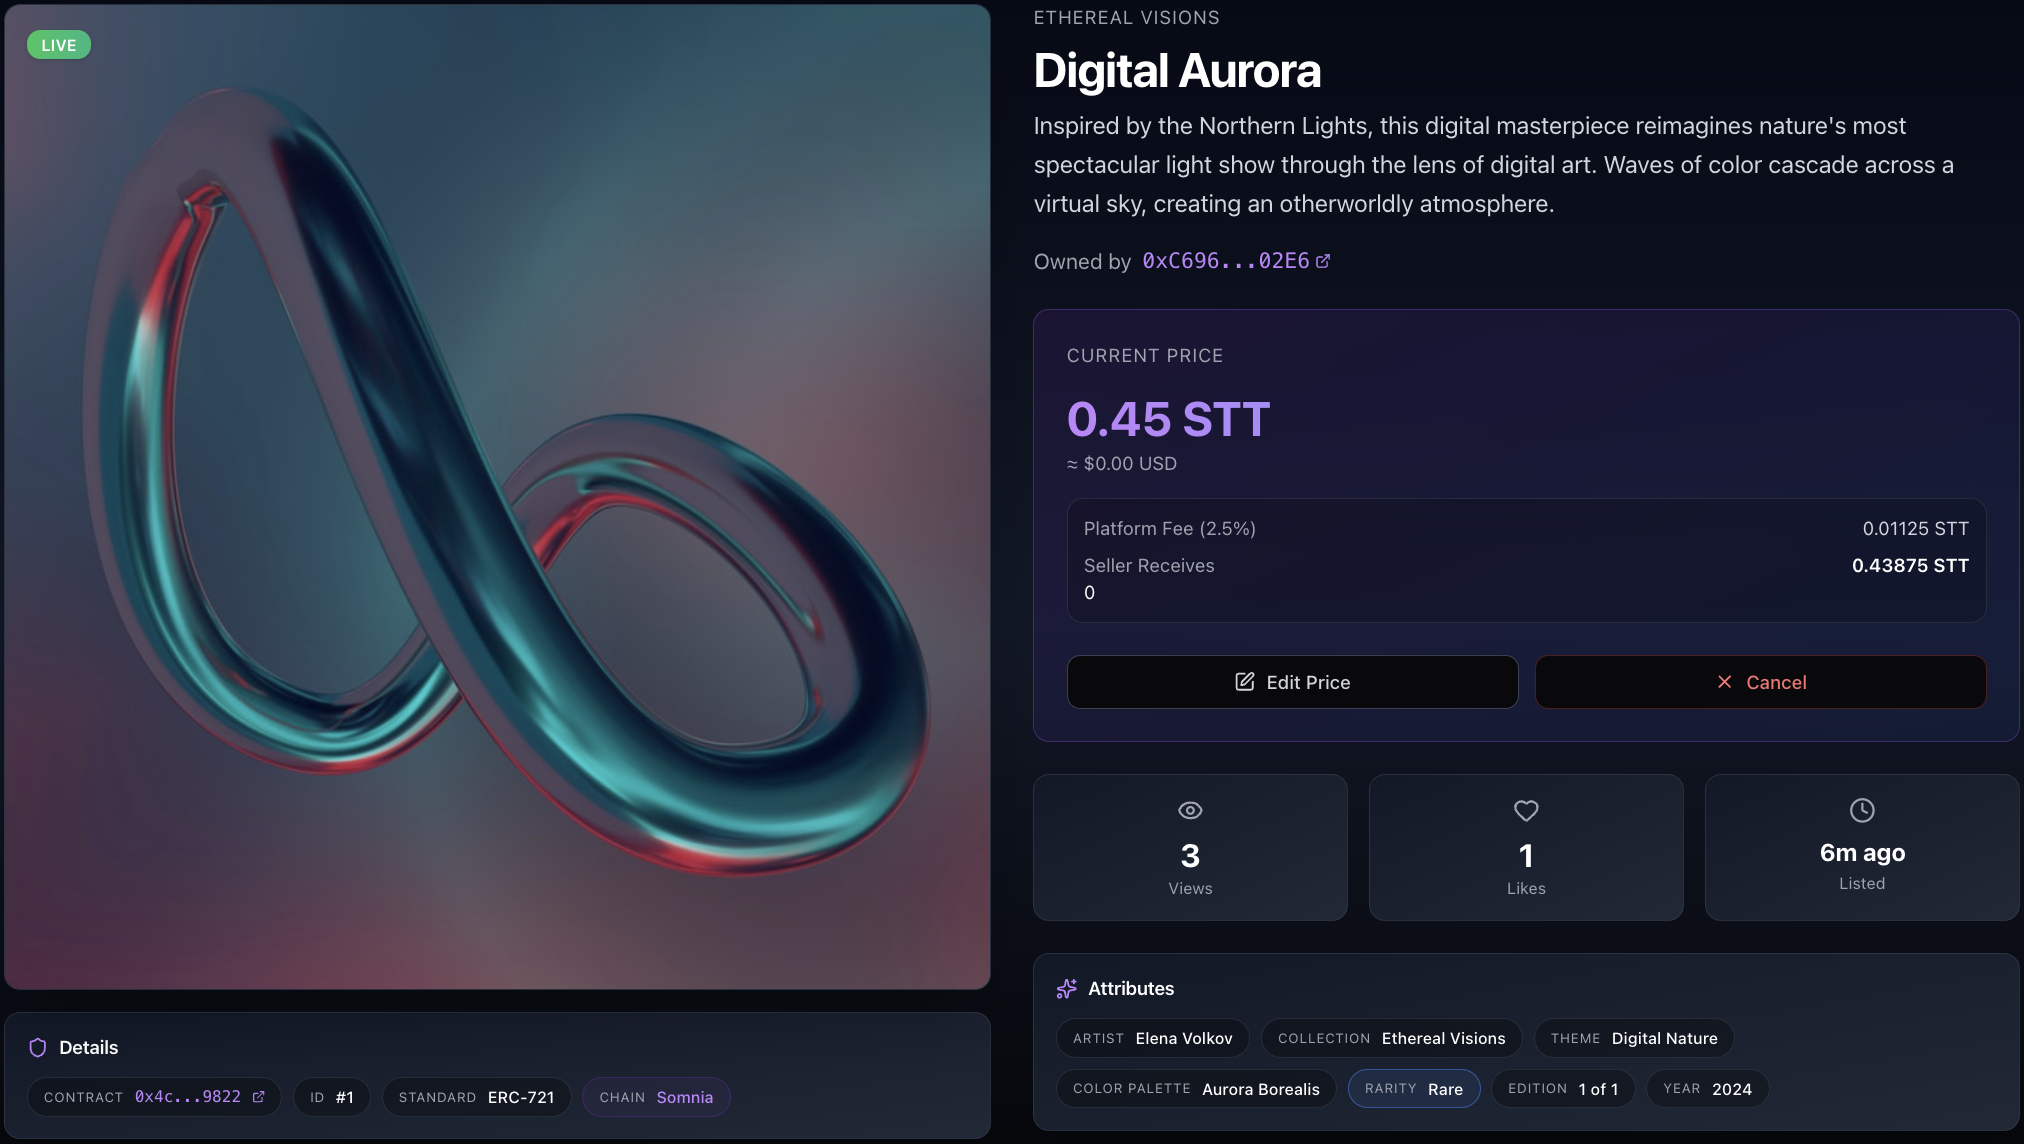 LIVE
ETHEREAL VISIONS
Digital Aurora
Inspired by the Northern Lights, this digital masterpiece reimagines nature's most
spectacular light show through the lens of digital art. Waves of color cascade across a
virtual sky, creating an otherworldly atmosphere.
Owned by 0xC696...02E6
CURRENT PRICE
0.45 STT
≈ $0.00 USD
Platform Fee (2.5%) 0.01125 STT
Seller Receives 0.43875 STT
0
Edit Price Cancel
3 1 6m ago
Views Likes Listed
Attributes
ARTIST Elena Volkov COLLECTION Ethereal Visions THEME Digital Nature
COLOR PALETTE Aurora Borealis RARITY Rare EDITION 1 of 1 YEAR 2024
Details
CONTRACT 0x4c...9822 ID #1 STANDARD ERC-721 CHAIN Somnia